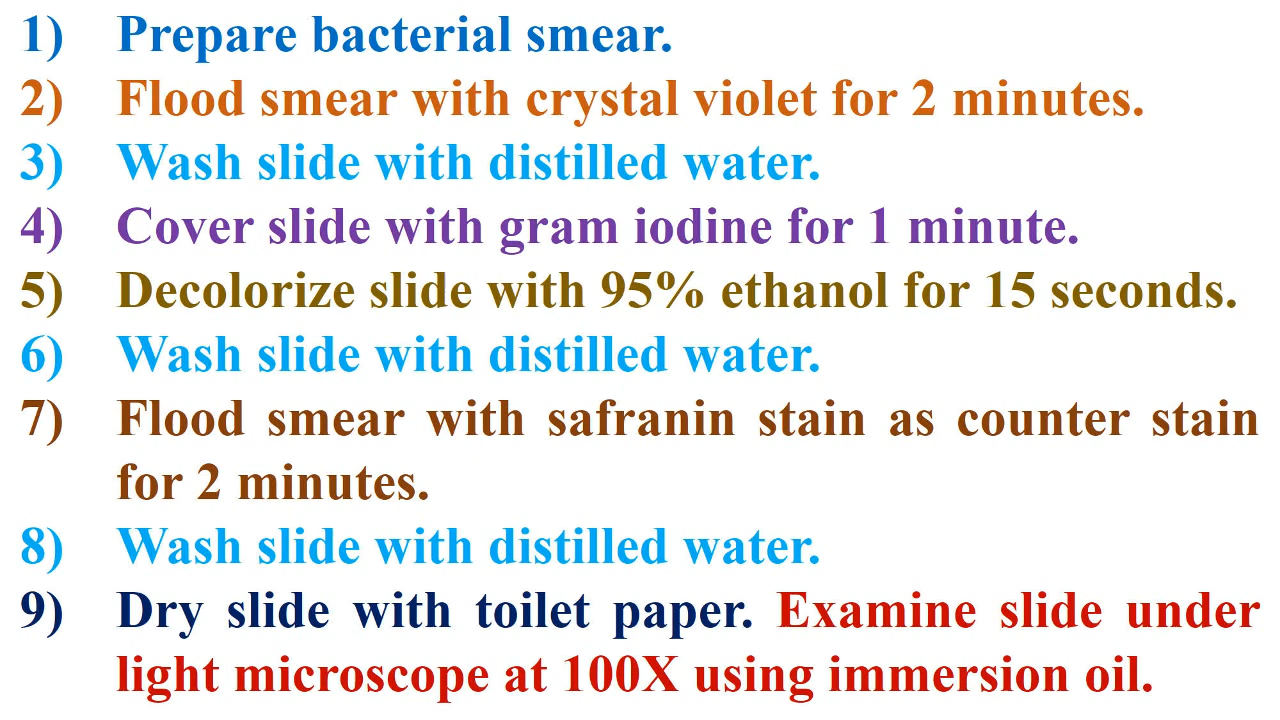 1) Prepare bacterial smear.
2) Flood smear with crystal violet for 2 minutes.
3) Wash slide with distilled water.
4) Cover slide with gram iodine for 1 minute.
5) Decolorize slide with 95% ethanol for 15 seconds.
6) Wash slide with distilled water.
7) Flood smear with safranin stain as counter stain
for 2 minutes.
8) Wash slide with distilled water.
9) Dry slide with toilet paper. Examine slide under
light microscope at 100X using immersion oil.